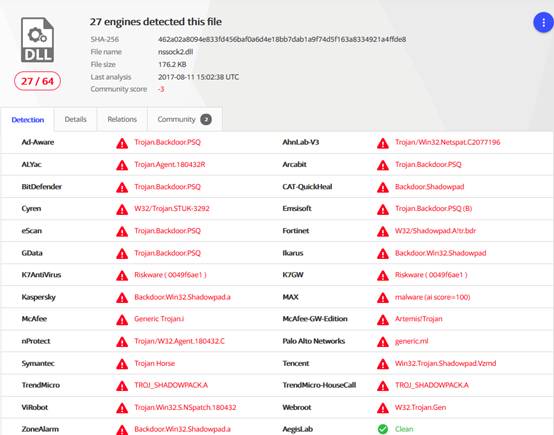 27 engines detected this file
SHA-256 462a02a8094e833fd456baf0a6d4e18bb7dab1a9f74d5f163a8334921a4ffde8
File name nssock2.dll
File size 176.2 KB
Last analysis 2017-08-11 15:02:38 UTC
Community score -3
DLL
27 / 64
Detection Details Relations Community 2
Ad-Aware Trojan.Backdoor.PSQ AhnLab-V3 Trojan/Win32.Netspat.C2077196
ALYac Trojan.Agent.180432R Arcabit Trojan.Backdoor.PSQ
BitDefender Trojan.Backdoor.PSQ CAT-QuickHeal Backdoor.Shadowpad
Cyren W32/Trojan.STUK-3292 Emsisoft Trojan.Backdoor.PSQ (B)
eScan Trojan.Backdoor.PSQ Fortinet W32/Shadowpad.A!tr.bdr
GData Trojan.Backdoor.PSQ Ikarus Backdoor.Win32.Shadowpad
K7AntiVirus Riskware ( 0049f6ae1 ) K7GW Riskware ( 0049f6ae1 )
Kaspersky Backdoor.Win32.Shadowpad.a MAX malware (ai score=100)
McAfee Generic Trojan.i McAfee-GW-Edition Artemis!Trojan
nProtect Trojan/W32.Agent.180432.C Palo Alto Networks generic.ml
Symantec Trojan Horse Tencent Win32.Trojan.Shadowpad.Vzmd
TrendMicro TROJ_SHADOWPACK.A TrendMicro-HouseCall TROJ_SHADOWPACK.A
ViRobot Trojan.Win32.S.NSpatch.180432 Webroot W32.Trojan.Gen
ZoneAlarm Backdoor.Win32.Shadowpad.a AegisLab Clean